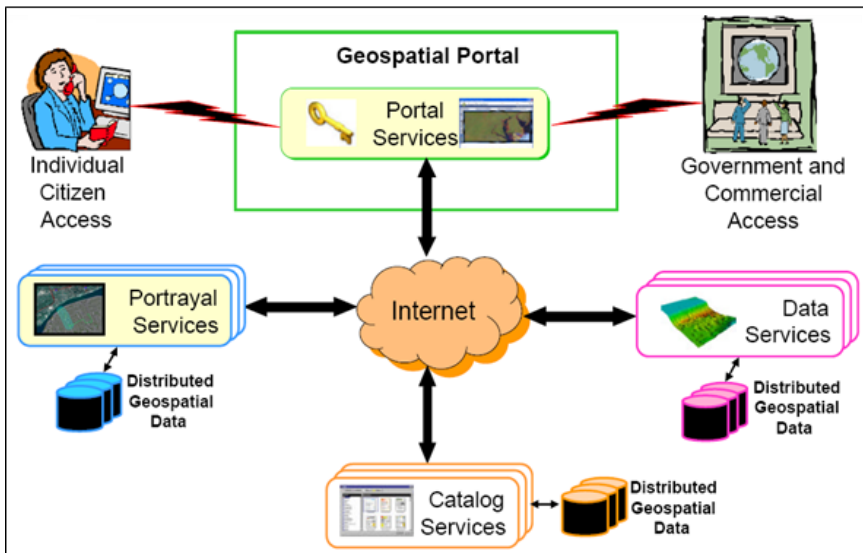 Geospatial Portal
Portal
Services
Individual
Citizen
Access
Government and
Commercial
Access
Portrayal
Services
Internet
Data
Services
Distributed
Geospatial
Data
Distributed
Geospatial
Data
Catalog
Services
Distributed
Geospatial
Data